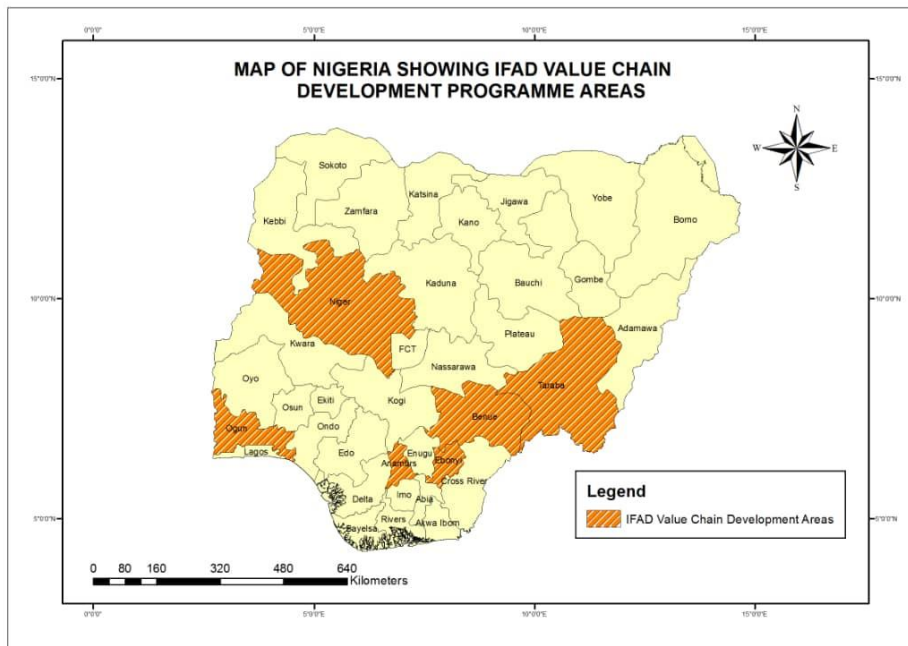 0°0'0" 5°0'0"E 10°0'0"E 15°0'0"E
MAP OF NIGERIA SHOWING IFAD VALUE CHAIN
DEVELOPMENT PROGRAMME AREAS
15°0'0"N 15°0'0"N
N
W E
S
Sokoto
Katsina
Jigawa
Yobe
Borno
Kebbi
Zamfara
Kano
Kaduna
Bauchi
Gombe
10°0'0"N 10°0'0"N
Niger
Adamawa
Plateau
Kwara
FCT
Nassarawa
Taraba
Oyo
Ekiti
Kogi
Osun
Benue
Ogun
Ondo
Lagos
Edo
Enugu
Ebonyi
Cross River
Delta
Imo
Abia
Bayelsa
Rivers
Akwa Ibom
Legend
IFAD Value Chain Development Areas
5°0'0"N 5°0'0"N
0 80 160 320 480 640
Kilometers
0°0'0" 5°0'0"E 10°0'0"E 15°0'0"E